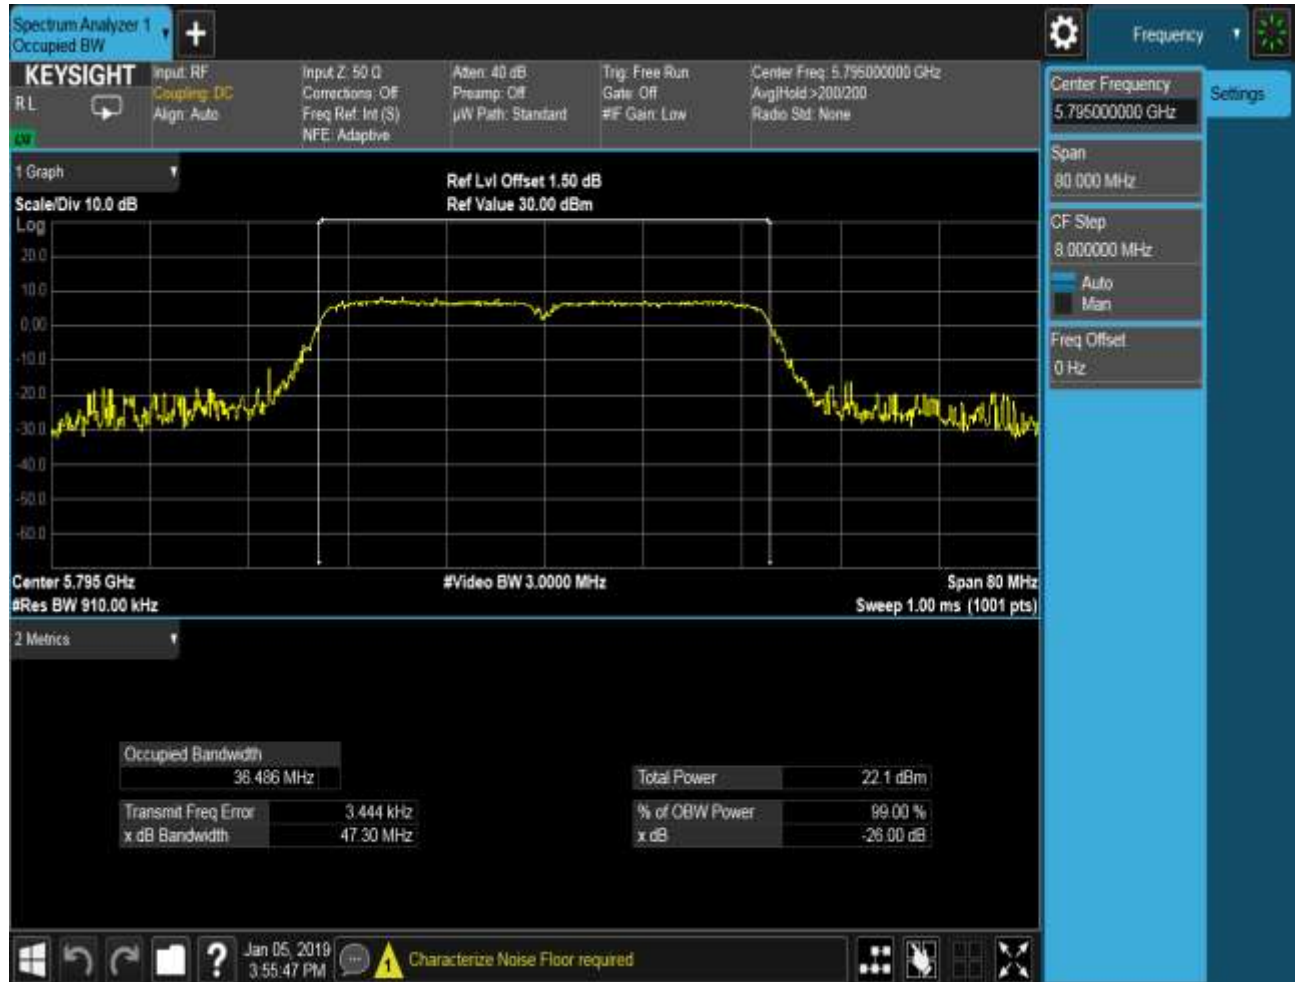 Spectrum Analyzer 1
Occupied BW
Frequency
KEYSIGHT
RL
Input: RF
Coupling: DC
Align: Auto
Input Z: 50 Ω
Corrections: Off
Freq Ref: Int (S)
NFE: Adaptive
Atten: 40 dB
Preamp: Off
µW Path: Standard
Trig: Free Run
Gate: Off
#IF Gain: Low
Center Freq: 5.795000000 GHz
Avg|Hold>200/200
Radio Std: None
Center Frequency
5.795000000 GHz
Settings
Span
80.000 MHz
CF Step
8.000000 MHz
Auto
Man
Freq Offset
0 Hz
1 Graph
Scale/Div 10.0 dB
Ref Lvl Offset 1.50 dB
Ref Value 30.00 dBm
Log
20.0
10.0
0.00
-10.0
-20.0
-30.0
-40.0
-50.0
-60.0
Center 5.795 GHz
#Res BW 910.00 kHz
#Video BW 3.0000 MHz
Span 80 MHz
Sweep 1.00 ms (1001 pts)
2 Metrics
Occupied Bandwidth
36.486 MHz
Total Power 22.1 dBm
Transmit Freq Error 3.444 kHz
% of OBW Power 99.00 %
x dB Bandwidth 47.30 MHz
x dB -26.00 dB
?
Jan 05, 2019
3:55:47 PM
1
Characterize Noise Floor required